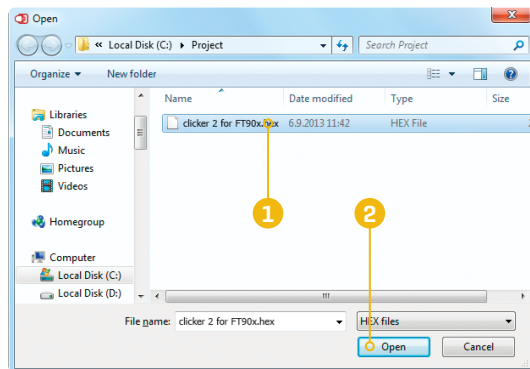 Open
« Local Disk (C:) ▸ Project
Search Project
Organize ▾ New folder
Name Date modified Type Size
clicker 2 for FT90x.hex 6.9.2013 11:42 HEX File
Libraries
Documents
Music
Pictures
Videos
Homegroup
Computer
Local Disk (C:)
Local Disk (D:)
1
2
File name: clicker 2 for FT90x.hex HEX files
Open Cancel